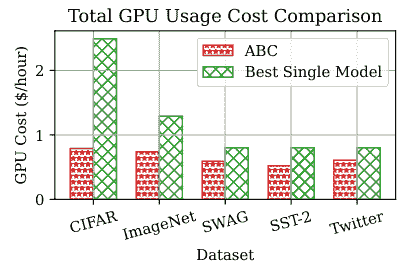 Total GPU Usage Cost Comparison
GPU Cost ($/hour)
2
1
0
ABC
Best Single Model
CIFAR
ImageNet
SWAG
SST-2
Twitter
Dataset